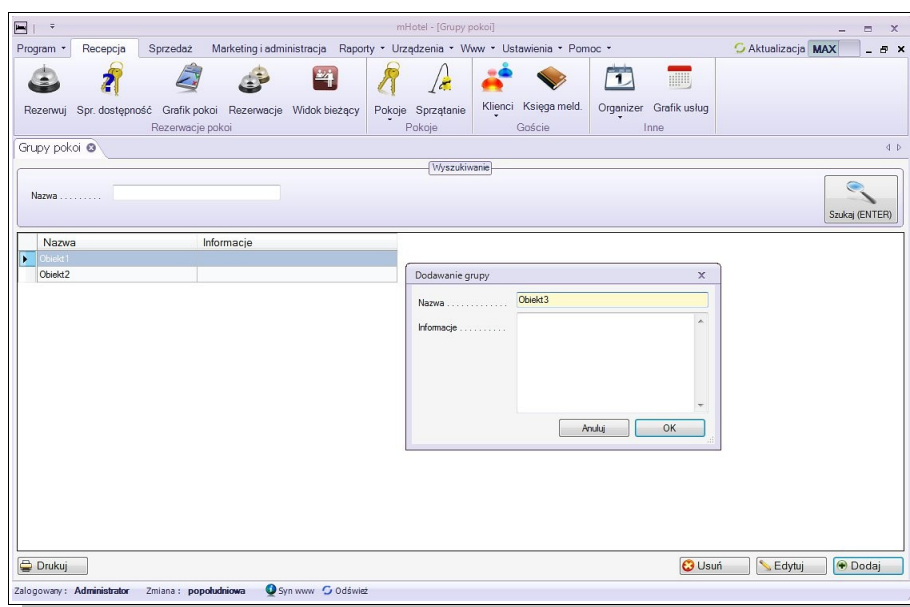 mHotel - [Grupy pokoi]
Program Recepcja Sprzedaż Marketing i administracja Raporty Urządzenia Www Ustawienia Pomoc Aktualizacja MAX
Rezerwuj Spr. dostępność Grafik pokoi Rezerwacje Widok bieżący Pokoje Sprzątanie Klienci Księga meld. Organizer Grafik usług
Rezerwacje pokoi Pokoje Goście Inne
Grupy pokoi
Wyszukiwanie
Nazwa . . . . . . . . .
Szukaj (ENTER)
Nazwa Informacje
Obiekt1
Obiekt2
Dodawanie grupy
Nazwa . . . . . . . . . . . . . Obiekt3
Informacje . . . . . . . . . .
Anuluj OK
Drukuj Usuń Edytuj Dodaj
Zalogowany : Administrator Zmiana : popołudniowa Syn www Odśwież